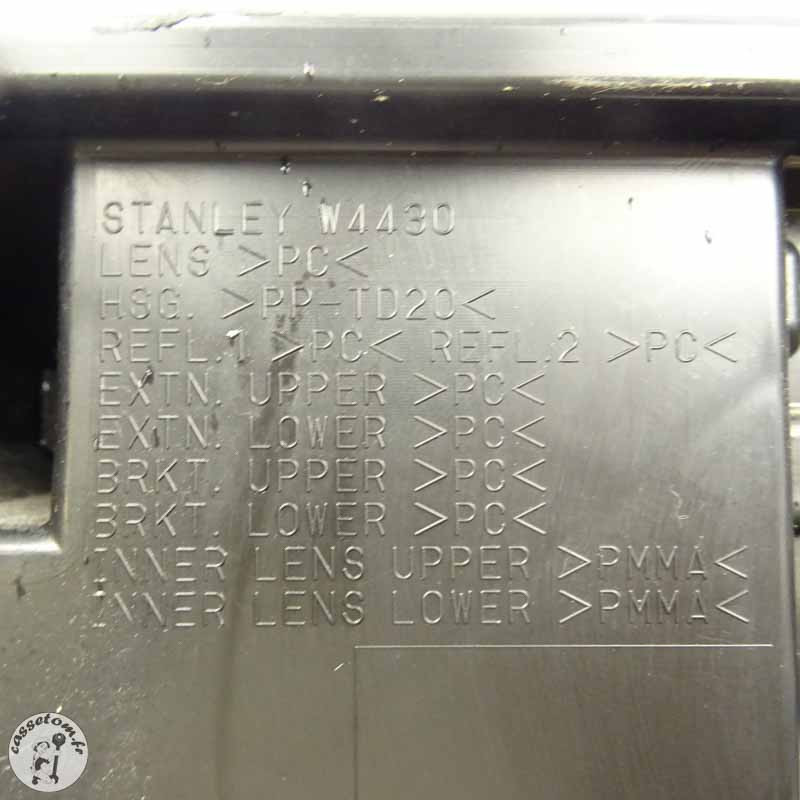 STANLEY W4430
LENS >PC<
HSG. >PP-TD20<
REFL.1 >PC< REFL.2 >PC<
EXTN. UPPER >PC<
EXTN. LOWER >PC<
BRKT. UPPER >PC<
BRKT. LOWER >PC<
INNER LENS UPPER >PMMA<
INNER LENS LOWER >PMMA<
cassetom.fr